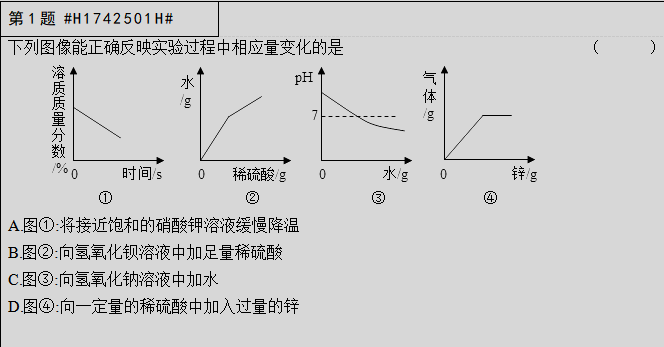 第1题 #H1742501H#
下列图像能正确反映实验过程中相应量变化的是 ( )
溶质质量分数/% 0 时间/s
水/g 0 稀硫酸/g
pH 7 0 水/g
气体/g 0 锌/g
① ② ③ ④
A.图①:将接近饱和的硝酸钾溶液缓慢降温
B.图②:向氢氧化钡溶液中加足量稀硫酸
C.图③:向氢氧化钠溶液中加水
D.图④:向一定量的稀硫酸中加入过量的锌